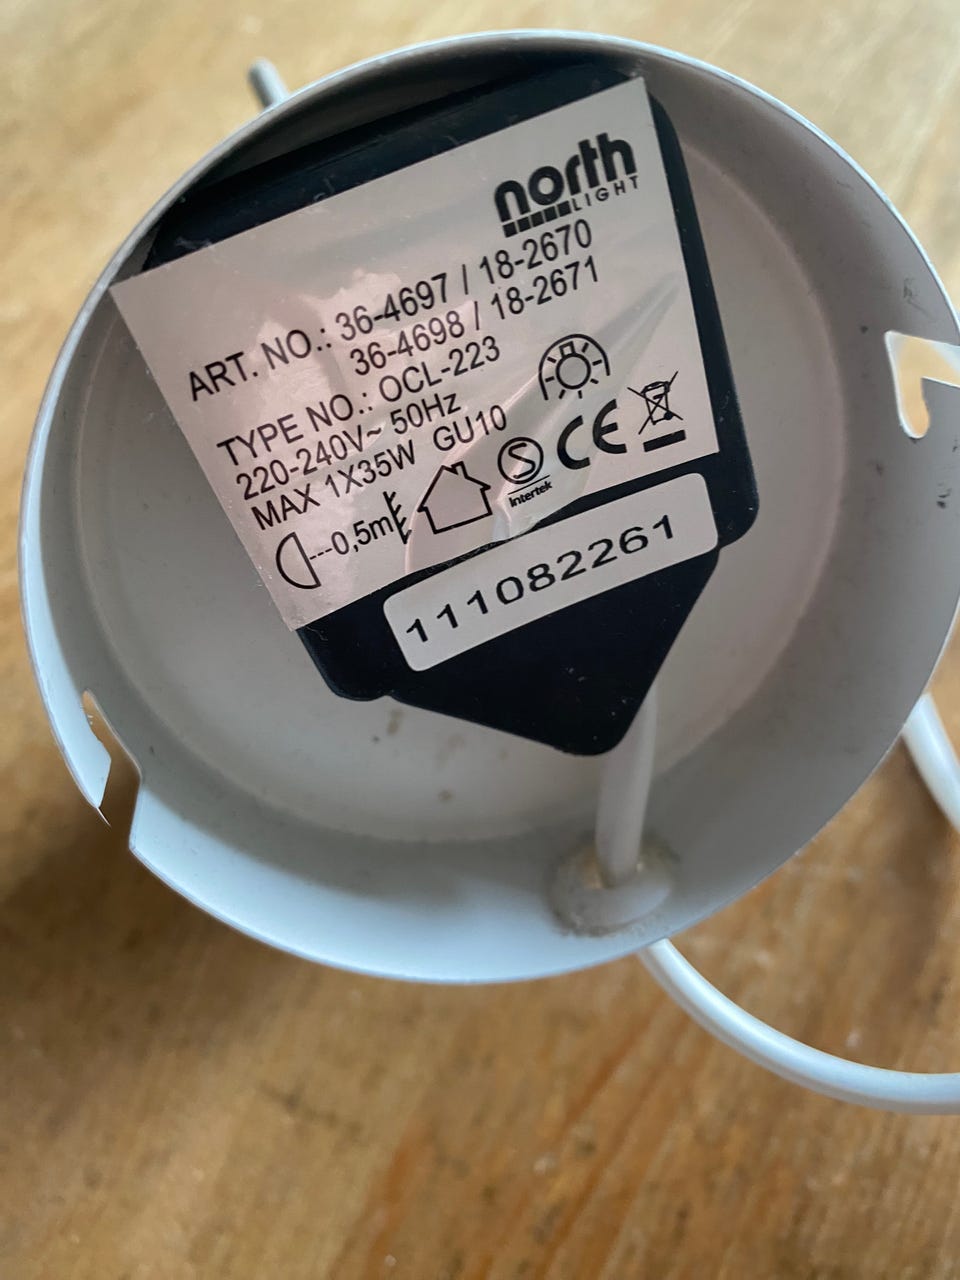 north
LIGHT
ART. NO.: 36-4697 / 18-2670
36-4698 / 18-2671
TYPE NO.: OCL-223
220-240V~ 50Hz
MAX 1X35W GU10
---0,5m
S
Intertek
CE
111082261